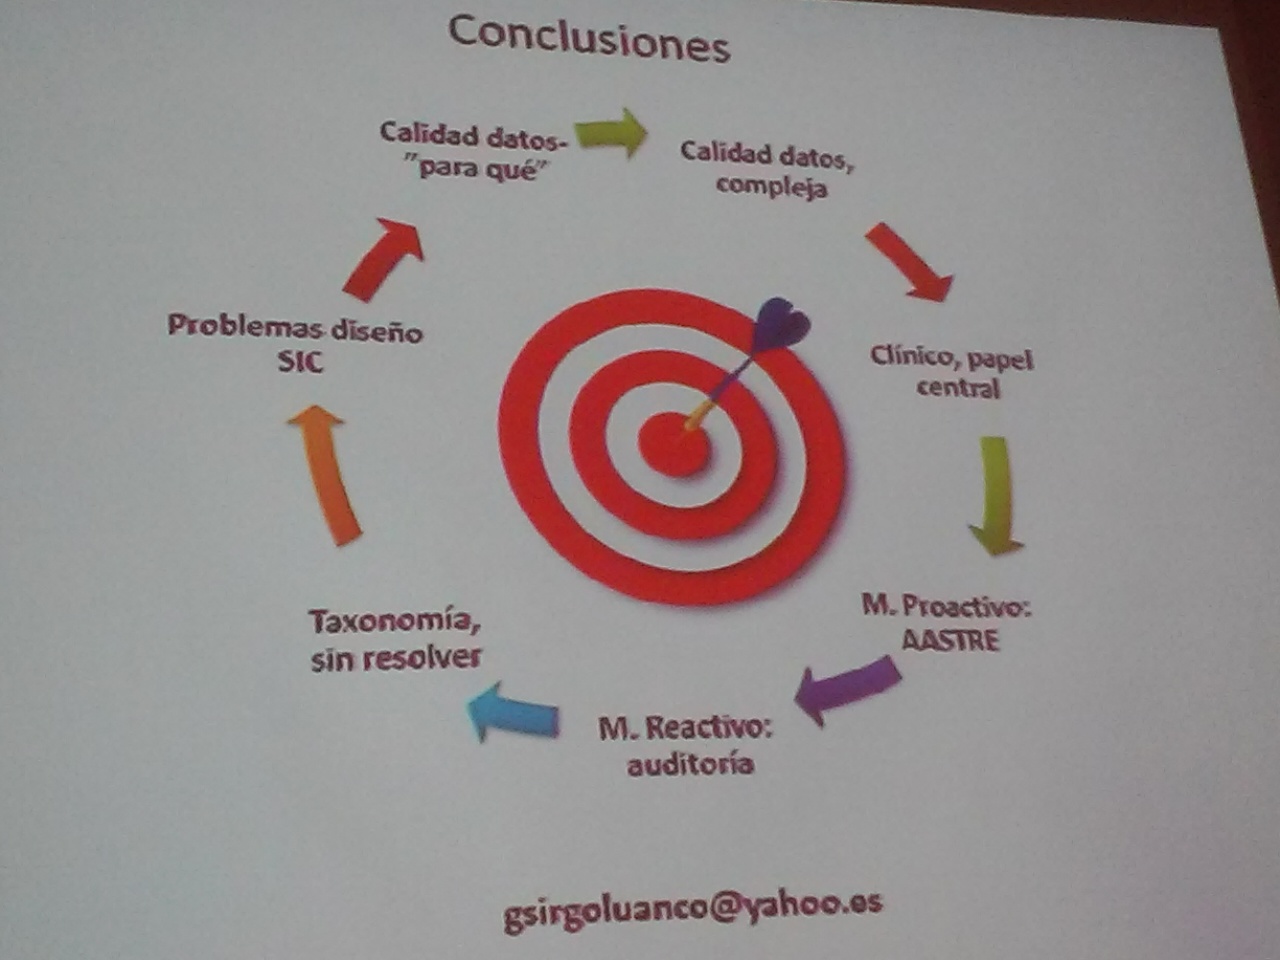 Conclusiones
Calidad datos-
"para qué"
Calidad datos,
compleja
Clínico, papel
central
M. Proactivo:
AASTRE
M. Reactivo:
auditoría
Taxonomía,
sin resolver
Problemas diseño
SIC
gsirgoluanco@yahoo.es